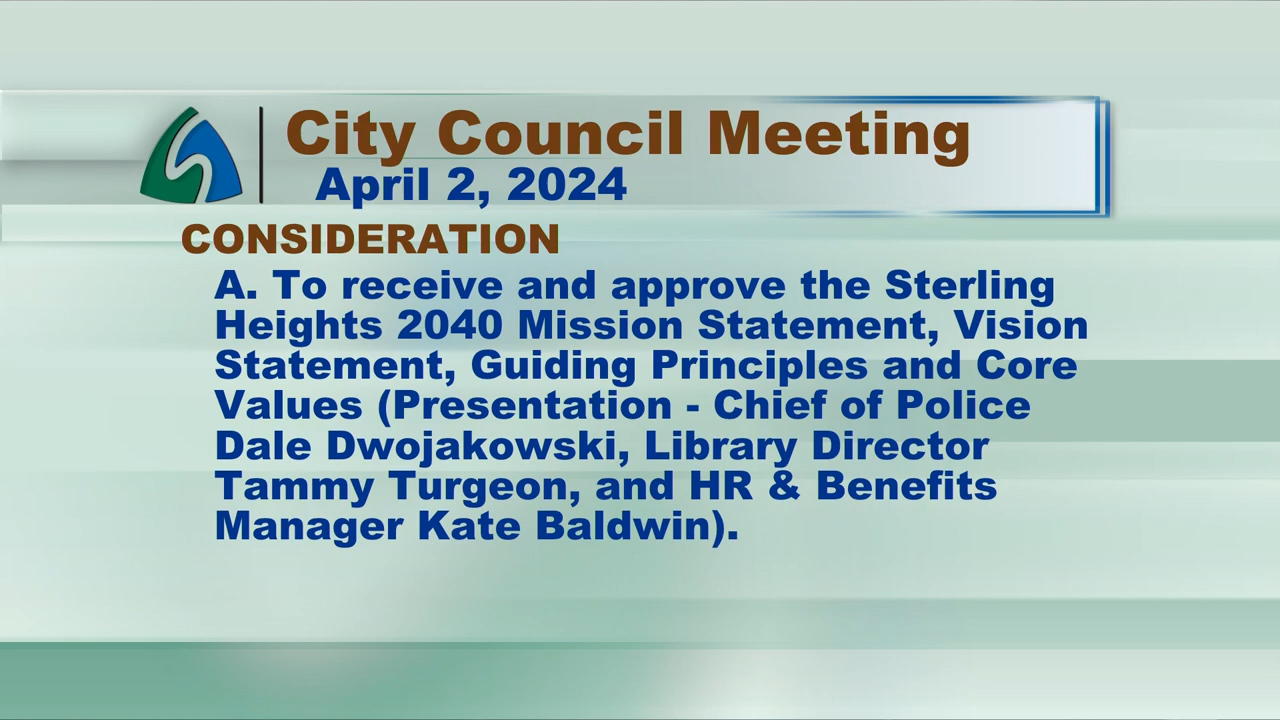 City Council Meeting
April 2, 2024
CONSIDERATION
A. To receive and approve the Sterling
Heights 2040 Mission Statement, Vision
Statement, Guiding Principles and Core
Values (Presentation - Chief of Police
Dale Dwojakowski, Library Director
Tammy Turgeon, and HR & Benefits
Manager Kate Baldwin).